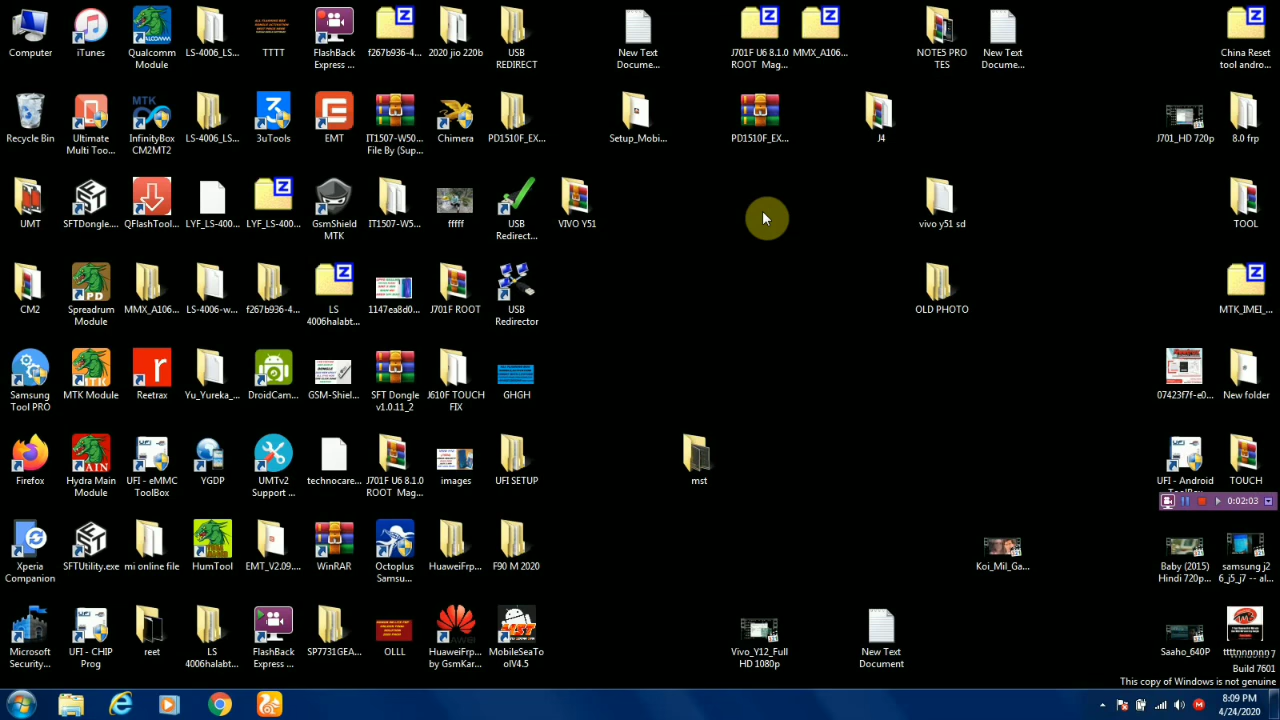 Computer
iTunes
Qualcomm
Module
LS-4006_LS...
TTTT
FlashBack
Express ...
f267b936-4...
2020 jio 220b
USB
REDIRECT
New Text
Docume...
J701F U6 8.1.0
ROOT Mag...
MMX_A106...
NOTE5 PRO
TES
New Text
Docume...
China Reset
tool andro...
Recycle Bin
Ultimate
Multi Too...
InfinityBox
CM2MT2
LS-4006_LS...
3uTools
EMT
IT1507-W50...
File By (Sup...
Chimera
PD1510F_EX...
Setup_Mobi...
PD1510F_EX...
J4
J701_HD 720p
8.0 frp
UMT
SFTDongle....
QFlashTool...
LYF_LS-400...
LYF_LS-400...
GsmShield
MTK
IT1507-W5...
fffff
USB
Redirect...
VIVO Y51
vivo y51 sd
TOOL
CM2
Spreadrum
Module
MMX_A106...
LS-4006-w...
f267b936-4...
LS
4006halabt...
1147ea8d0...
J701F ROOT
USB
Redirector
OLD PHOTO
MTK_IMEI_...
Samsung
Tool PRO
MTK Module
Reetrax
Yu_Yureka_...
DroidCam...
GSM-Shiel...
SFT Dongle
v1.0.11_2
J610F TOUCH
FIX
GHGH
07423f7f-e0...
New folder
Firefox
Hydra Main
Module
UFI - eMMC
ToolBox
YGDP
UMTv2
Support ...
technocare...
J701F U6 8.1.0
ROOT Mag...
images
UFI SETUP
mst
UFI - Android
TOUCH
0:02:03
Xperia
Companion
SFTUtility.exe
mi online file
HumTool
EMT_V2.09....
WinRAR
Octoplus
Samsu...
HuaweiFrp...
F90 M 2020
Koi_Mil_Ga...
Baby (2015)
Hindi 720p...
samsung j2
6_j5_j7 -- al...
Microsoft
Security...
UFI - CHIP
Prog
reet
LS
4006halabt...
FlashBack
Express ...
SP7731GEA...
OLLL
HuaweiFrp...
by GsmKar...
MobileSeaTo
olV4.5
Vivo_Y12_Full
HD 1080p
New Text
Document
Saaho_640P
Windows 7
Build 7601
This copy of Windows is not genuine
8:09 PM
4/24/2020